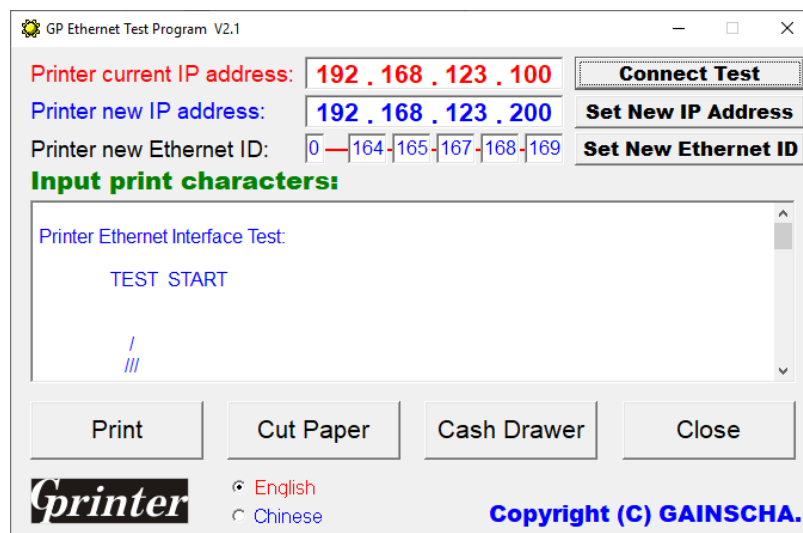 GP Ethernet Test Program V2.1
Printer current IP address: 192 . 168 . 123 . 100 Connect Test
Printer new IP address: 192 . 168 . 123 . 200 Set New IP Address
Printer new Ethernet ID: 0 — 164 - 165 - 167 - 168 - 169 Set New Ethernet ID
Input print characters:
Printer Ethernet Interface Test:
TEST START
/
///
Print Cut Paper Cash Drawer Close
Gprinter
English
Chinese
Copyright (C) GAINSCHA.